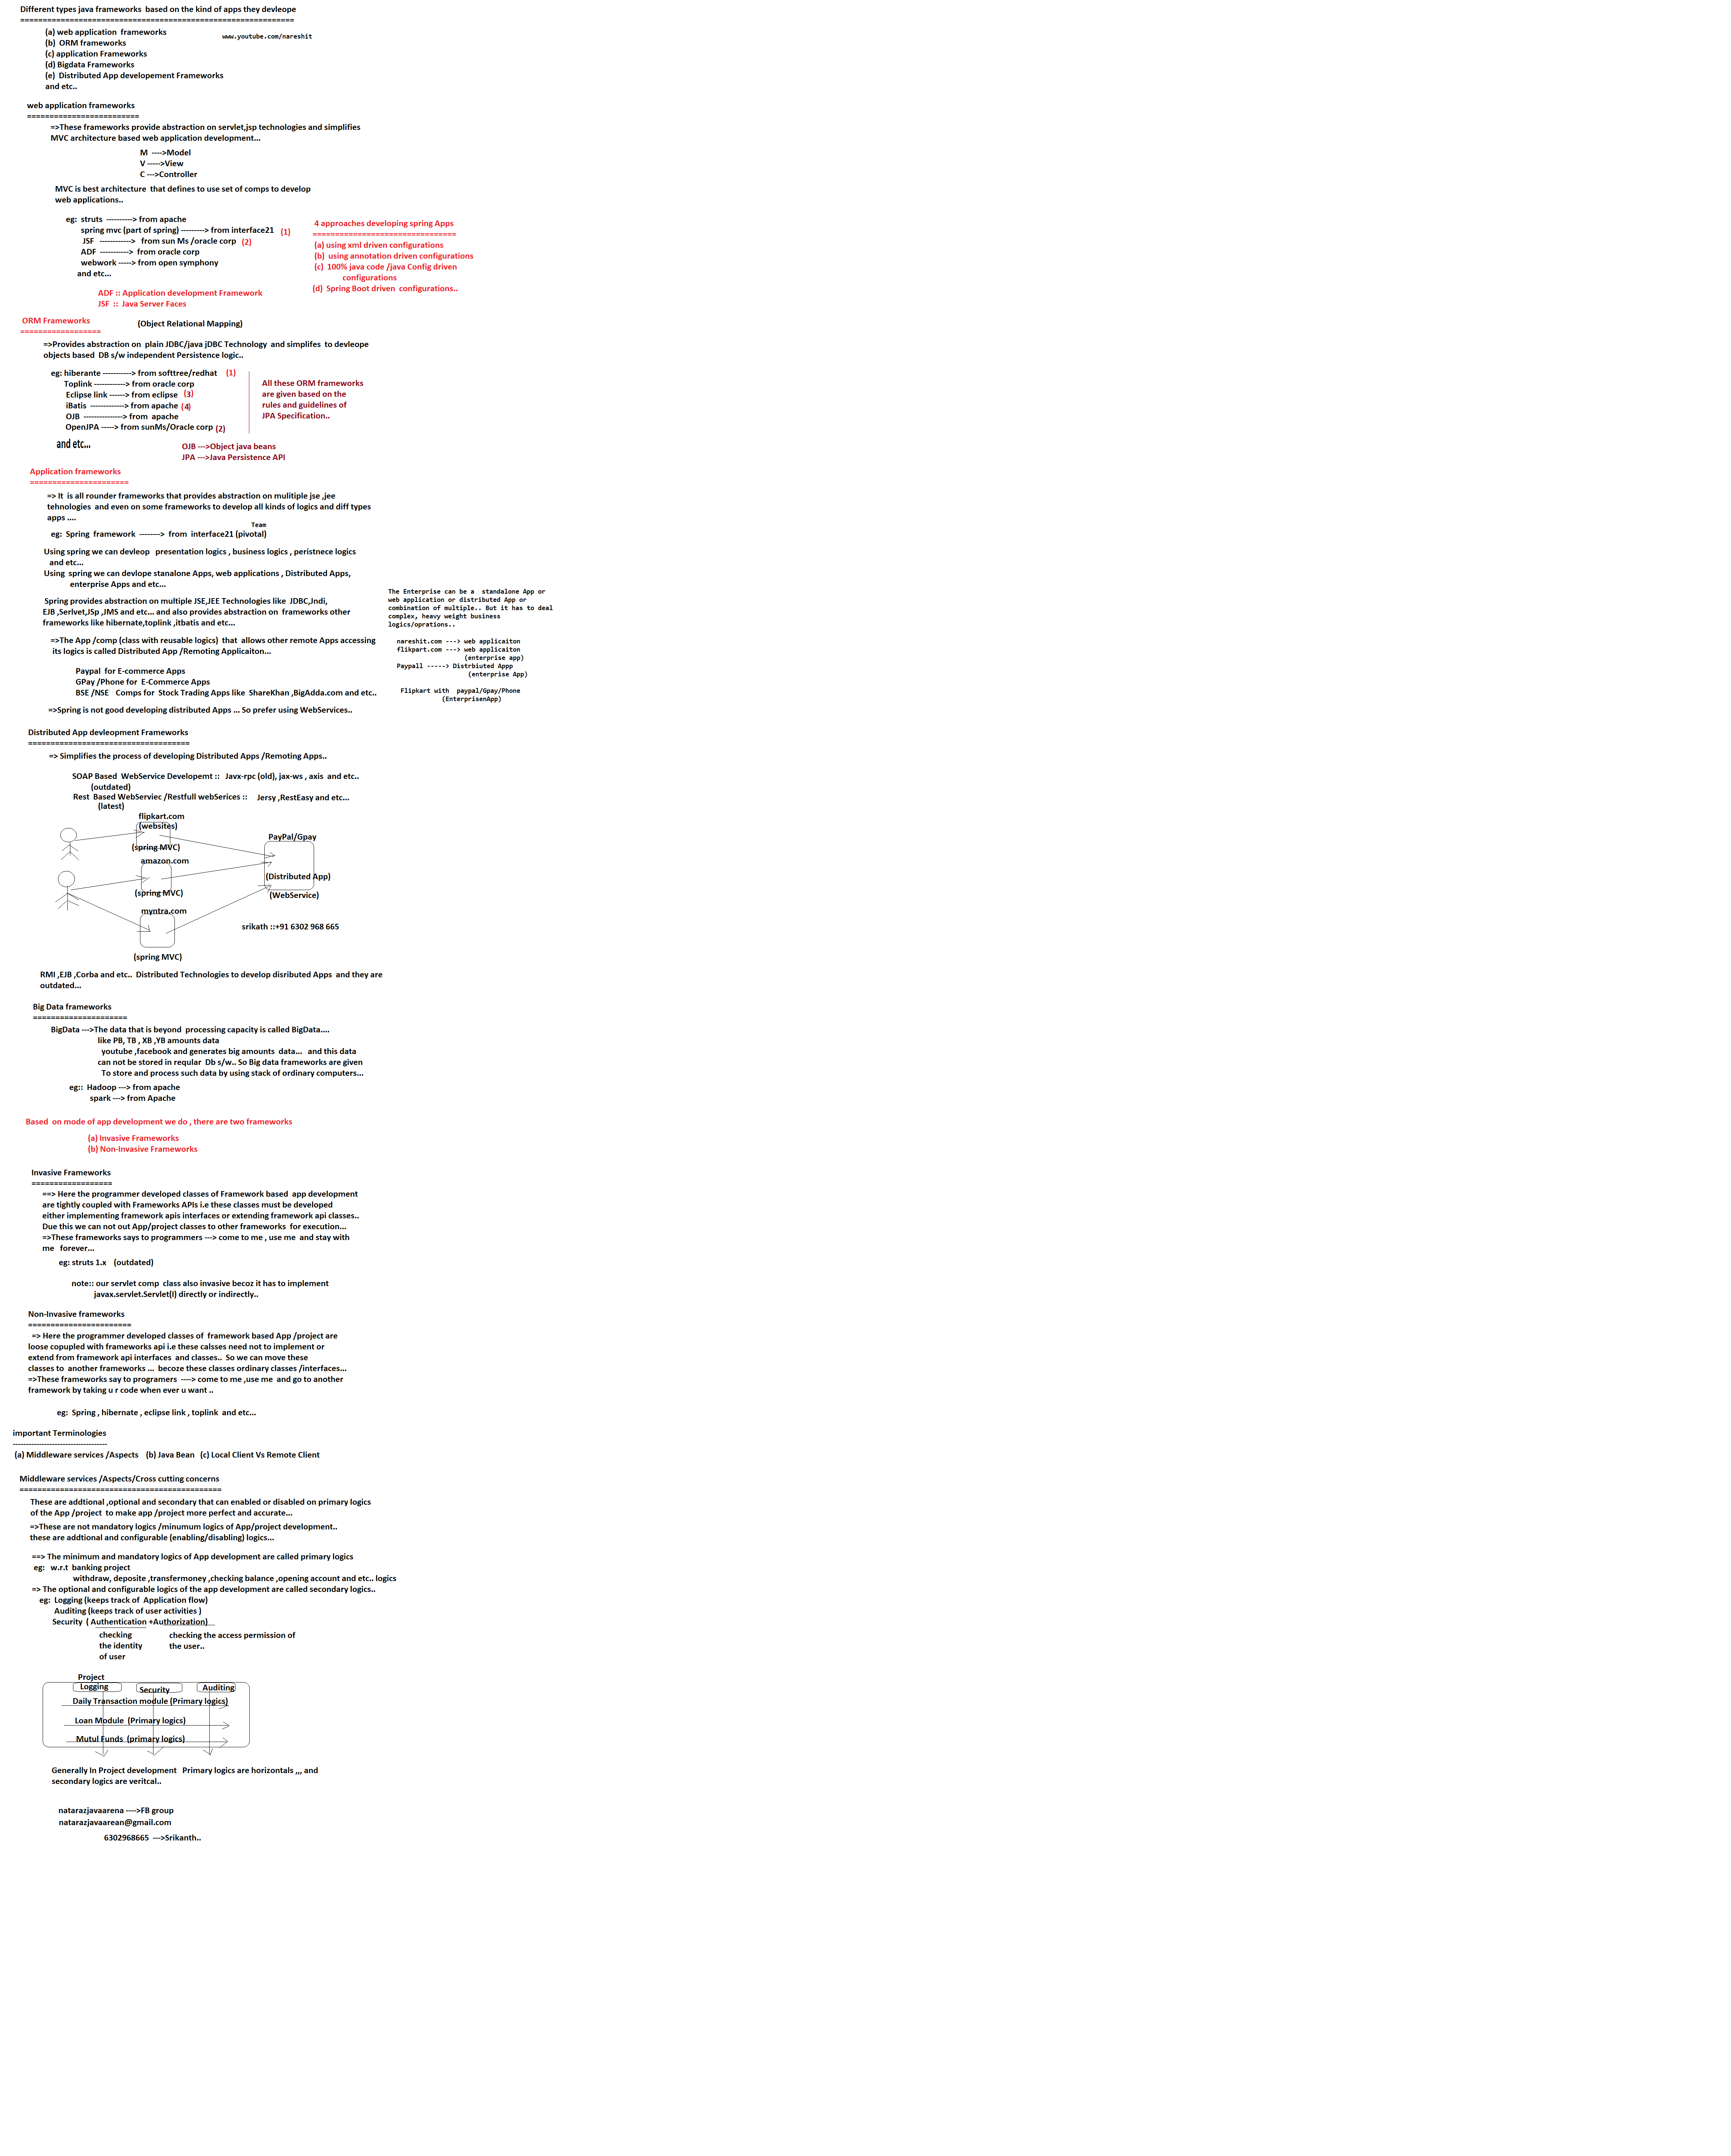 Different types java frameworks  based on the kind of apps they devleope
=============================================================
(a) web application  frameworks
www.youtube.com/nareshit
(b)  ORM frameworks
(c) application Frameworks
(d) Bigdata Frameworks
(e)  Distributed App developement Frameworks
and etc..
web application frameworks
=========================
=>These frameworks provide abstraction on servlet,jsp technologies and simplifies
MVC architecture based web application development...
M  ---->Model
V ----->View
C --->Controller
MVC is best architecture  that defines to use set of comps to develop
web applications..
eg:  struts  ----------> from apache
spring mvc (part of spring) ---------> from interface21   (1)
JSF   ------------>   from sun Ms /oracle corp   (2)
ADF  ----------->  from oracle corp
webwork -----> from open symphony
and etc...
4 approaches developing spring Apps
================================
(a) using xml driven configurations
(b)  using annotation driven configurations
(c)  100% java code /java Config driven
configurations
(d)  Spring Boot driven  configurations..
ADF :: Application development Framework
JSF  ::  Java Server Faces
ORM Frameworks
(Object Relational Mapping)
==================
=>Provides abstraction on  plain JDBC/java jDBC Technology  and simplifes  to devleope
objects based  DB s/w independent Persistence logic..
eg: hiberante -----------> from softtree/redhat    (1)
Toplink ------------> from oracle corp
Eclipse link ------> from eclipse   (3)
iBatis  -------------> from apache (4)
OJB  ---------------> from  apache
OpenJPA -----> from sunMs/Oracle corp (2)
All these ORM frameworks
are given based on the
rules and guidelines of
JPA Specification..
and etc...
OJB --->Object java beans
JPA --->Java Persistence API
Application frameworks
======================
=> It  is all rounder frameworks that provides abstraction on mulitiple jse ,jee
tehnologies  and even on some frameworks to develop all kinds of logics and diff types
apps ....
Team
eg:  Spring  framework  -------->  from  interface21 (pivotal)
Using spring we can devleop   presentation logics , business logics , peristnece logics
and etc...
Using  spring we can devlope stanalone Apps, web applications , Distributed Apps,
enterprise Apps and etc...
Spring provides abstraction on multiple JSE,JEE Technologies like  JDBC,Jndi,
EJB ,Serlvet,JSp ,JMS and etc... and also provides abstraction on  frameworks other
frameworks like hibernate,toplink ,itbatis and etc...
The Enterprise can be a  standalone App or
web application or distributed App or
combination of multiple.. But it has to deal
complex, heavy weight business
logics/oprations..
nareshit.com ---> web applicaiton
flikpart.com ---> web applicaiton
(enterprise app)
Paypall -----> Distrbiuted Appp
(enterprise App)
Flipkart with  paypal/Gpay/Phone
(EnterprisenApp)
=>The App /comp (class with reusable logics)  that  allows other remote Apps accessing
its logics is called Distributed App /Remoting Applicaiton...
Paypal  for E-commerce Apps
GPay /Phone for  E-Commerce Apps
BSE /NSE   Comps for  Stock Trading Apps like  ShareKhan ,BigAdda.com and etc..
=>Spring is not good developing distributed Apps ... So prefer using WebServices..
Distributed App devleopment Frameworks
====================================
=> Simplifies the process of developing Distributed Apps /Remoting Apps..
SOAP Based  WebService Developemt ::   Javx-rpc (old), jax-ws , axis  and etc..
(outdated)
Rest  Based WebServiec /Restfull webSerices ::    Jersy ,RestEasy and etc...
(latest)
flipkart.com
(websites)
PayPal/Gpay
(spring MVC)
amazon.com
(Distributed App)
(spring MVC)
(WebService)
myntra.com
srikath ::+91 6302 968 665
(spring MVC)
RMI ,EJB ,Corba and etc..  Distributed Technologies to develop disributed Apps  and they are
outdated...
Big Data frameworks
=====================
BigData --->The data that is beyond  processing capacity is called BigData....
like PB, TB , XB ,YB amounts data
youtube ,facebook and generates big amounts  data...   and this data
can not be stored in reqular  Db s/w.. So Big data frameworks are given
To store and process such data by using stack of ordinary computers...
eg::  Hadoop ---> from apache
spark ---> from Apache
Based  on mode of app development we do , there are two frameworks
(a) Invasive Frameworks
(b) Non-Invasive Frameworks
Invasive Frameworks
==================
==> Here the programmer developed classes of Framework based  app development
are tightly coupled with Frameworks APIs i.e these classes must be developed
either implementing framework apis interfaces or extending framework api classes..
Due this we can not out App/project classes to other frameworks  for execution...
=>These frameworks says to programmers ---> come to me , use me  and stay with
me   forever...
eg: struts 1.x    (outdated)
note:: our servlet comp  class also invasive becoz it has to implement
javax.servlet.Servlet(I) directly or indirectly..
Non-Invasive frameworks
=======================
=> Here the programmer developed classes of  framework based App /project are
loose copupled with frameworks api i.e these calsses need not to implement or
extend from framework api interfaces  and classes..  So we can move these
classes to  another frameworks ...  becoze these classes ordinary classes /interfaces...
=>These frameworks say to programers  ----> come to me ,use me  and go to another
framework by taking u r code when ever u want ..
eg:  Spring , hibernate , eclipse link , toplink  and etc...
important Terminologies
-----------------------------------
(a) Middleware services /Aspects    (b) Java Bean   (c) Local Client Vs Remote Client
Middleware services /Aspects/Cross cutting concerns
=============================================
These are addtional ,optional and secondary that can enabled or disabled on primary logics
of the App /project  to make app /project more perfect and accurate...
=>These are not mandatory logics /minumum logics of App/project development..
these are addtional and configurable (enabling/disabling) logics...
==> The minimum and mandatory logics of App development are called primary logics
eg:   w.r.t  banking project
withdraw, deposite ,transfermoney ,checking balance ,opening account and etc.. logics
=> The optional and configurable logics of the app development are called secondary logics..
eg:  Logging (keeps track of  Application flow)
Auditing (keeps track of user activities )
Security  ( Authentication +Authorization)
checking
the identity
of user
checking the access permission of
the user..
Project
Logging
Security
Auditing
Daily Transaction module (Primary logics)
Loan Module  (Primary logics)
Mutul Funds  (primary logics)
Generally In Project development   Primary logics are horizontals ,,, and
secondary logics are veritcal..
natarazjavaarena ---->FB group
natarazjavaarean@gmail.com
6302968665  --->Srikanth..